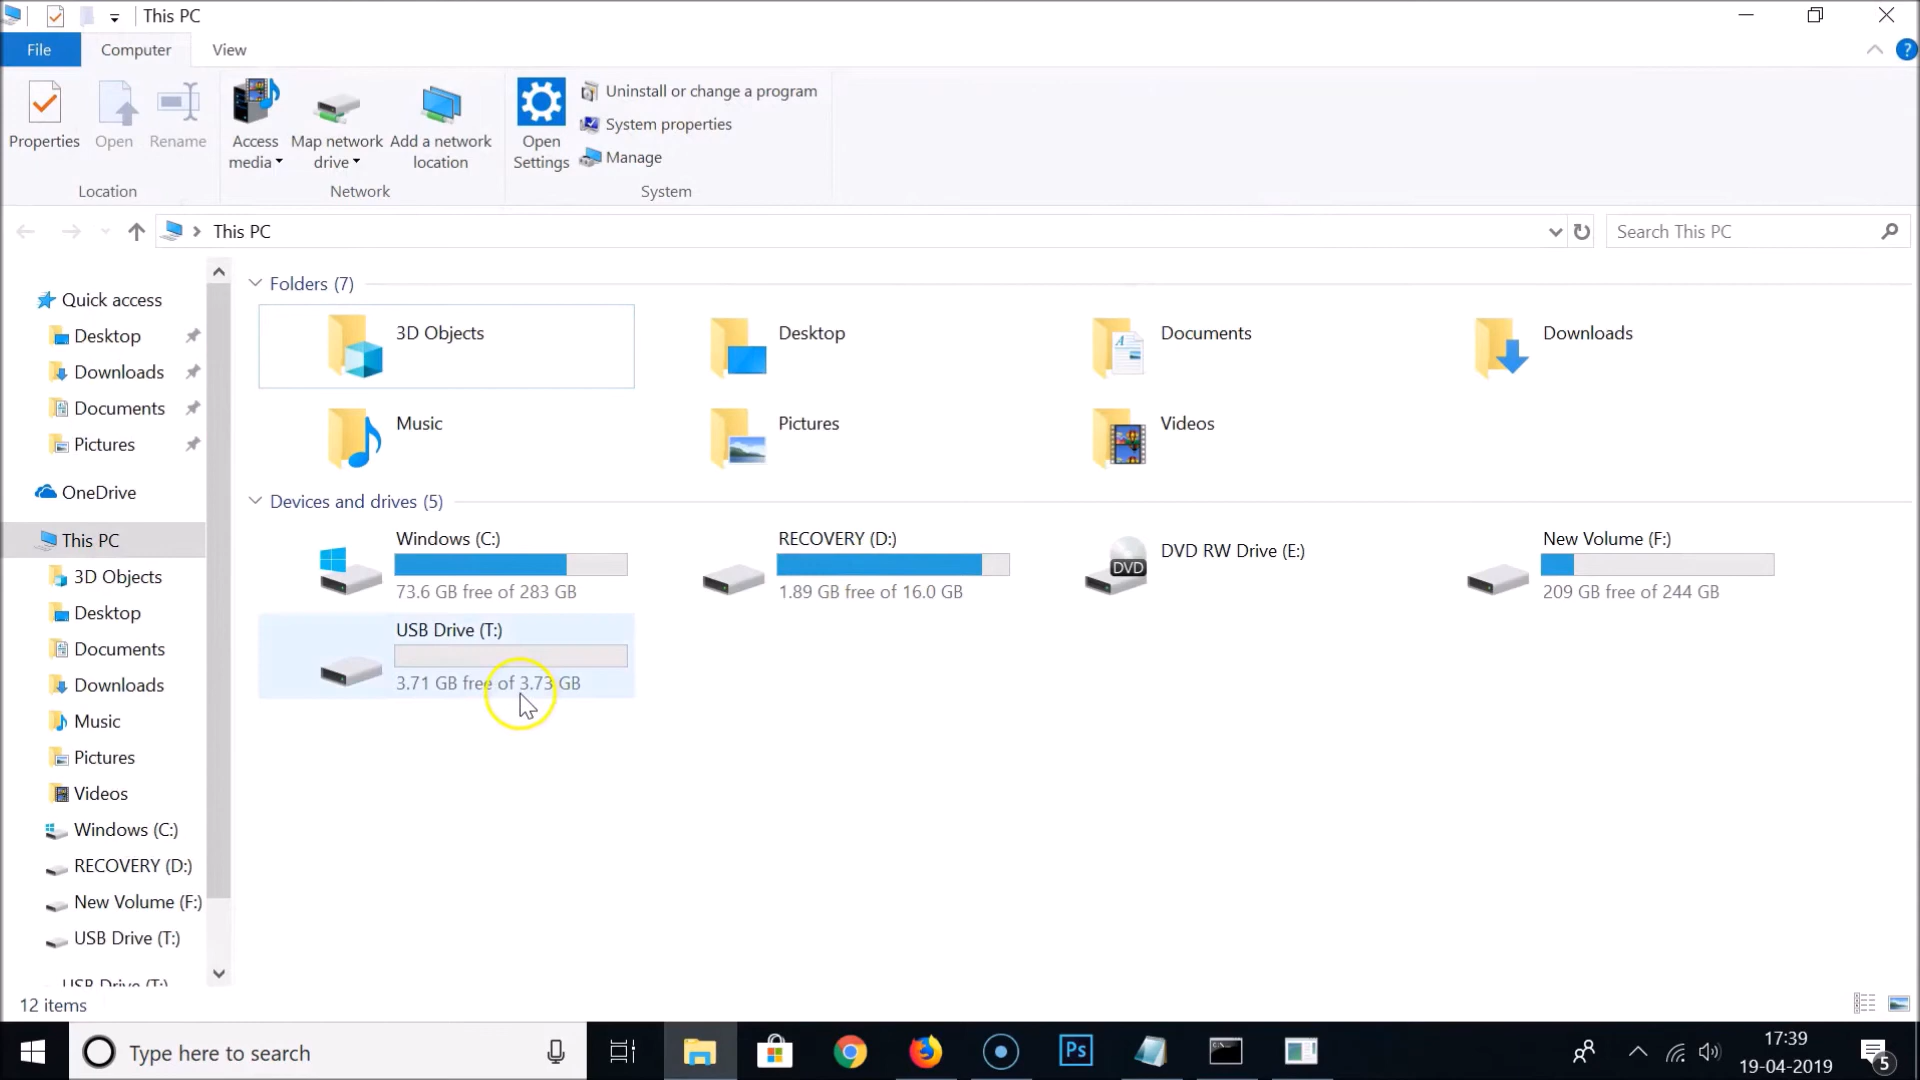 This PC
File
Computer
View
?
Properties
Open
Rename
Access
media
Map network
drive
Add a network
location
Open
Settings
Uninstall or change a program
System properties
Manage
Location
Network
System
This PC
Search This PC
Quick access
Desktop
Downloads
Documents
Pictures
OneDrive
This PC
3D Objects
Desktop
Documents
Downloads
Music
Pictures
Videos
Windows (C:)
RECOVERY (D:)
New Volume (F:)
USB Drive (T:)
USB Drive (T:)
Folders (7)
3D Objects
Desktop
Documents
Downloads
Music
Pictures
Videos
Devices and drives (5)
Windows (C:)
73.6 GB free of 283 GB
RECOVERY (D:)
1.89 GB free of 16.0 GB
DVD RW Drive (E:)
DVD
New Volume (F:)
209 GB free of 244 GB
USB Drive (T:)
3.71 GB free of 3.73 GB
12 items
Type here to search
Ps
17:39
19-04-2019
5